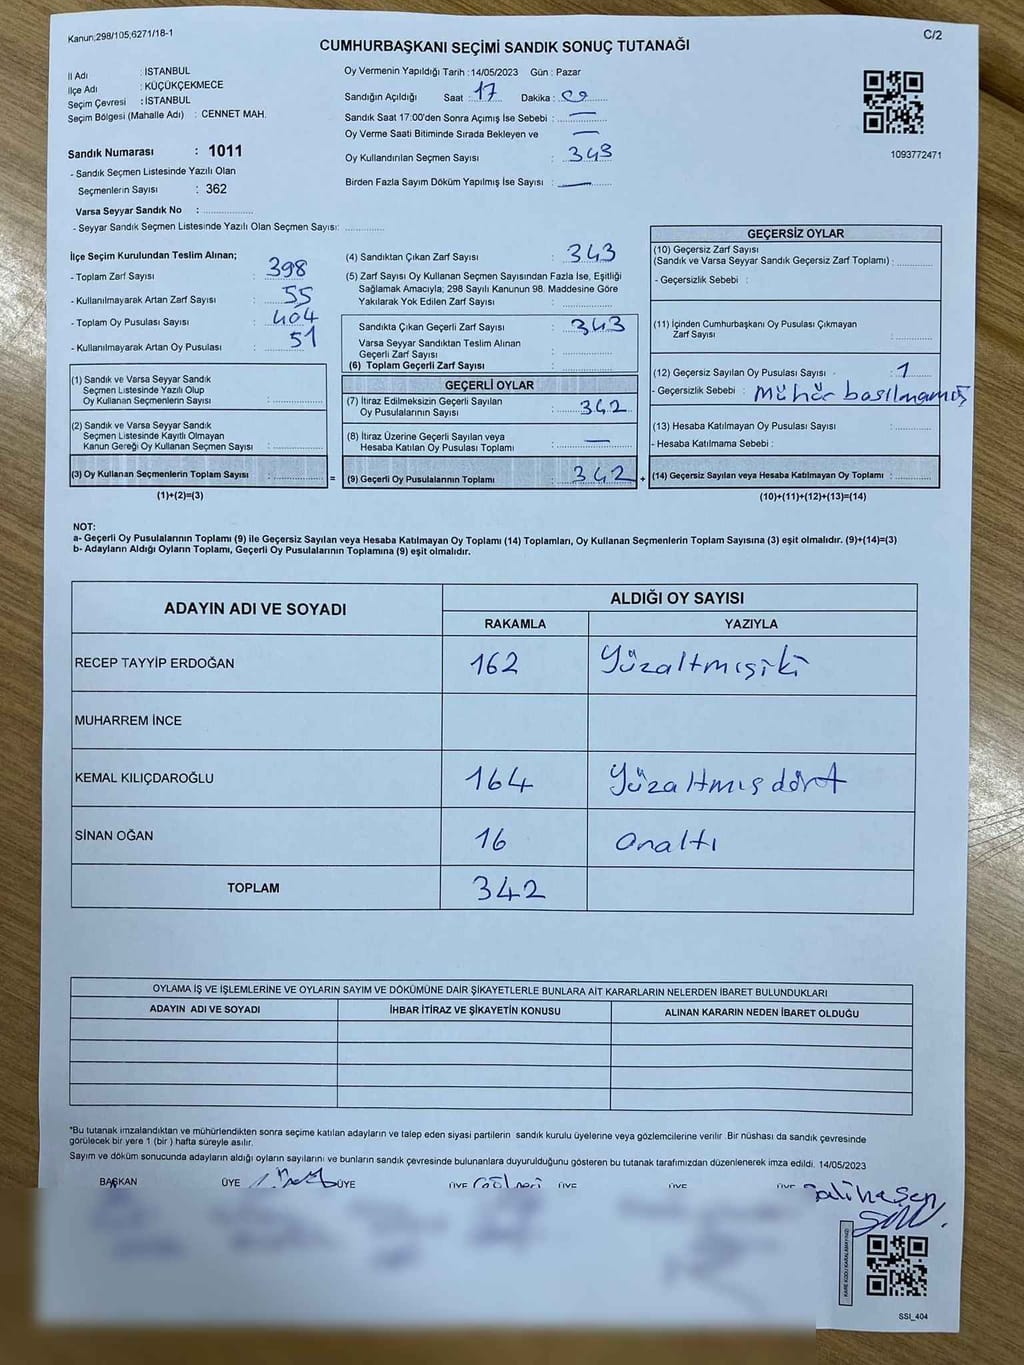 Kanun;298/105;6271/18-1
C/2
CUMHURBAŞKANI SEÇİMİ SANDIK SONUÇ TUTANAĞI
İl Adı : İSTANBUL
İlçe Adı : KÜÇÜKÇEKMECE
Seçim Çevresi : İSTANBUL
Seçim Bölgesi (Mahalle Adı) : CENNET MAH.
Sandık Numarası : 1011
- Sandık Seçmen Listesinde Yazılı Olan
Seçmenlerin Sayısı : 362
Varsa Seyyar Sandık No :
- Seyyar Sandık Seçmen Listesinde Yazılı Olan Seçmen Sayısı:
Oy Vermenin Yapıldığı Tarih : 14/05/2023 Gün : Pazar
Sandığın Açıldığı Saat : 17 Dakika : 00
Sandık Saat 17:00'den Sonra Açımış İse Sebebi : —
Oy Verme Saati Bitiminde Sırada Bekleyen ve —
Oy Kullandırılan Seçmen Sayısı : 343
Birden Fazla Sayım Döküm Yapılmış İse Sayısı : —
1093772471
İlçe Seçim Kurulundan Teslim Alınan;
- Toplam Zarf Sayısı : 398
- Kullanılmayarak Artan Zarf Sayısı : 55
- Toplam Oy Pusulası Sayısı : 404
- Kullanılmayarak Artan Oy Pusulası : 51
(1) Sandık ve Varsa Seyyar Sandık
Seçmen Listesinde Yazılı Olup
Oy Kullanan Seçmenlerin Sayısı :
(2) Sandık ve Varsa Seyyar Sandık
Seçmen Listesinde Kayıtlı Olmayan
Kanun Gereği Oy Kullanan Seçmen Sayısı :
(3) Oy Kullanan Seçmenlerin Toplam Sayısı :
(1)+(2)=(3)
(4) Sandıktan Çıkan Zarf Sayısı : 343
(5) Zarf Sayısı Oy Kullanan Seçmen Sayısından Fazla İse, Eşitliği
Sağlamak Amacıyla; 298 Sayılı Kanunun 98. Maddesine Göre
Yakılarak Yok Edilen Zarf Sayısı :
Sandıkta Çıkan Geçerli Zarf Sayısı : 343
Varsa Seyyar Sandıktan Teslim Alınan
Geçerli Zarf Sayısı :
(6) Toplam Geçerli Zarf Sayısı :
GEÇERLİ OYLAR
(7) İtiraz Edilmeksizin Geçerli Sayılan
Oy Pusulalarının Sayısı : 342
(8) İtiraz Üzerine Geçerli Sayılan veya
Hesaba Katılan Oy Pusulası Toplamı : —
= (9) Geçerli Oy Pusulalarının Toplamı : 342 +
GEÇERSİZ OYLAR
(10) Geçersiz Zarf Sayısı
(Sandık ve Varsa Seyyar Sandık Geçersiz Zarf Toplamı) :
- Geçersizlik Sebebi :
(11) İçinden Cumhurbaşkanı Oy Pusulası Çıkmayan
Zarf Sayısı :
(12) Geçersiz Sayılan Oy Pusulası Sayısı : 1
- Geçersizlik Sebebi : mühür basılmamış
(13) Hesaba Katılmayan Oy Pusulası Sayısı :
- Hesaba Katılmama Sebebi :
(14) Geçersiz Sayılan veya Hesaba Katılmayan Oy Toplamı :
(10)+(11)+(12)+(13)=(14)
NOT:
a- Geçerli Oy Pusulalarının Toplamı (9) ile Geçersiz Sayılan veya Hesaba Katılmayan Oy Toplamı (14) Toplamları, Oy Kullanan Seçmenlerin Toplam Sayısına (3) eşit olmalıdır. (9)+(14)=(3)
b- Adayların Aldığı Oyların Toplamı, Geçerli Oy Pusulalarının Toplamına (9) eşit olmalıdır.
ADAYIN ADI VE SOYADI ALDIĞI OY SAYISI
RAKAMLA YAZIYLA
RECEP TAYYİP ERDOĞAN 162 Yüzaltmışiki
MUHARREM İNCE
KEMAL KILIÇDAROĞLU 164 Yüzaltmışdört
SİNAN OĞAN 16 onaltı
TOPLAM 342
OYLAMA İŞ VE İŞLEMLERİNE VE OYLARIN SAYIM VE DÖKÜMÜNE DAİR ŞİKAYETLERLE BUNLARA AİT KARARLARIN NELERDEN İBARET BULUNDUKLARI
ADAYIN ADI VE SOYADI İHBAR İTİRAZ VE ŞİKAYETİN KONUSU ALINAN KARARIN NEDEN İBARET OLDUĞU
*Bu tutanak imzalandıktan ve mühürlendikten sonra seçime katılan adayların ve talep eden siyasi partilerin sandık kurulu üyelerine veya gözlemcilerine verilir. Bir nüshası da sandık çevresinde
görülecek bir yere 1 (bir ) hafta süreyle asılır.
Sayım ve döküm sonucunda adayların aldığı oyların sayılarını ve bunların sandık çevresinde bulunanlara duyurulduğunu gösteren bu tutanak tarafımızdan düzenlenerek imza edildi. 14/05/2023
BAŞKAN ÜYE ÜYE ÜYE ÜYE ÜYE ÜYE Saliha Şen
SSI_404